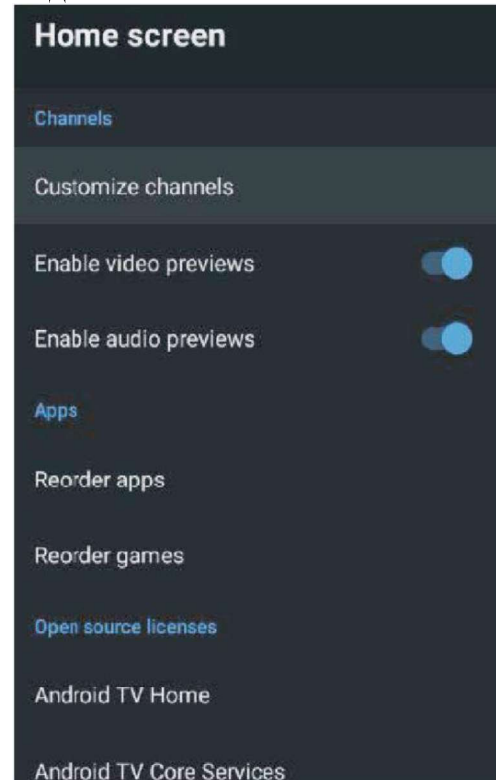 Home screen
Channels
Customize channels
Enable video previews
Enable audio previews
Apps
Reorder apps
Reorder games
Open source licenses
Android TV Home
Android TV Core Services